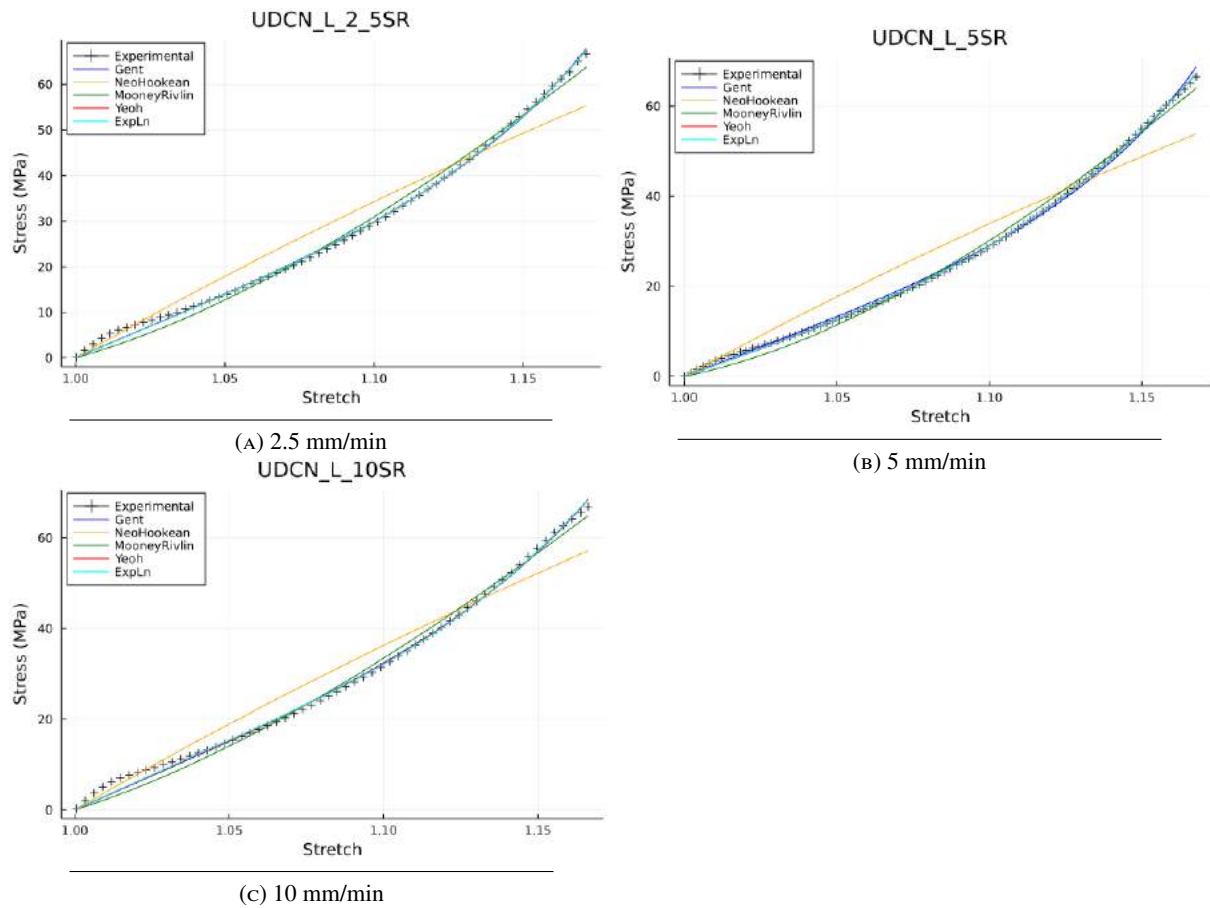 UDCN_L_2_5SR
Experimental
Gent
NeoHookean
MooneyRivlin
Yeoh
ExpLn
Stress (MPa)
60
50
40
30
20
10
0
1.00
1.05
1.10
1.15
Stretch
(A) 2.5 mm/min
UDCN_L_5SR
Experimental
Gent
NeoHookean
MooneyRivlin
Yeoh
ExpLn
Stress (MPa)
60
40
20
0
1.00
1.05
1.10
1.15
Stretch
(B) 5 mm/min
UDCN_L_10SR
Experimental
Gent
NeoHookean
MooneyRivlin
Yeoh
ExpLn
Stress (MPa)
60
40
20
0
1.00
1.05
1.10
1.15
Stretch
(C) 10 mm/min